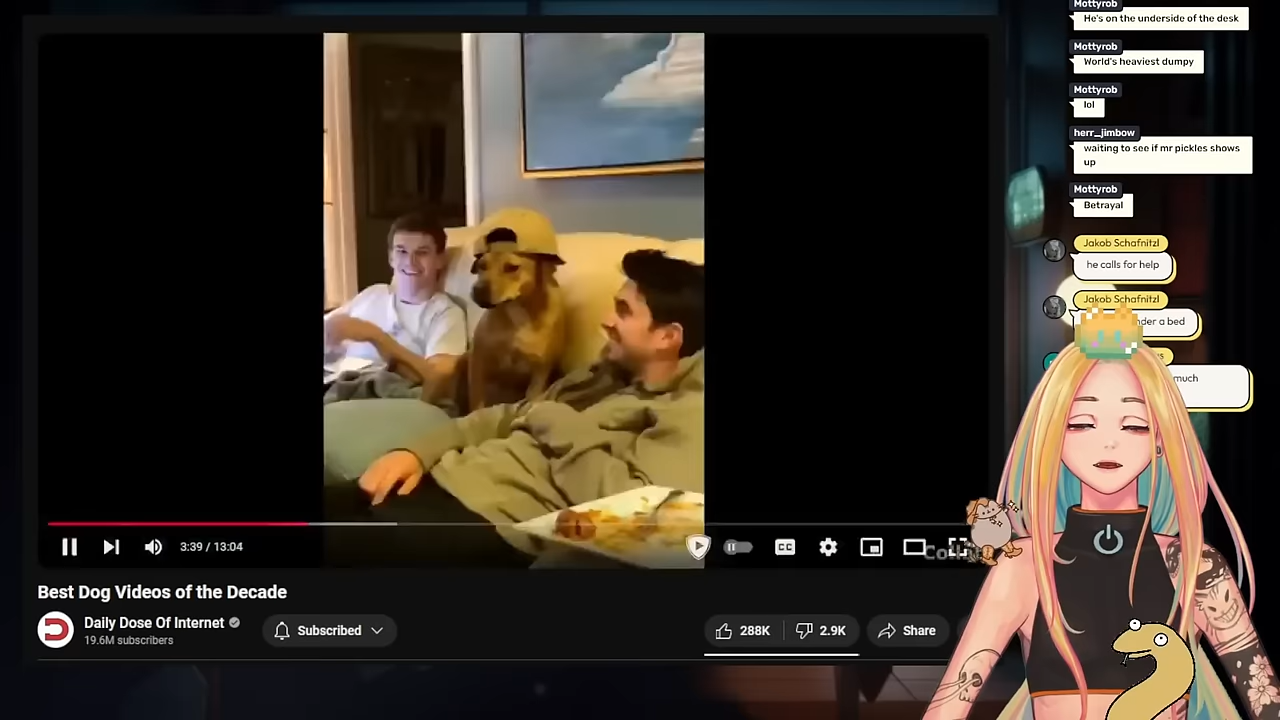 Mottyrob
He's on the underside of the desk
Mottyrob
World's heaviest dumpy
Mottyrob
lol
herr_jimbow
waiting to see if mr pickles shows
up
Mottyrob
Betrayal
Jakob Schafnitzl
he calls for help
Jakob Schafnitzl
under a bed
much
3:39 / 13:04
CC
Best Dog Videos of the Decade
Daily Dose Of Internet
19.6M subscribers
Subscribed
288K
2.9K
Share